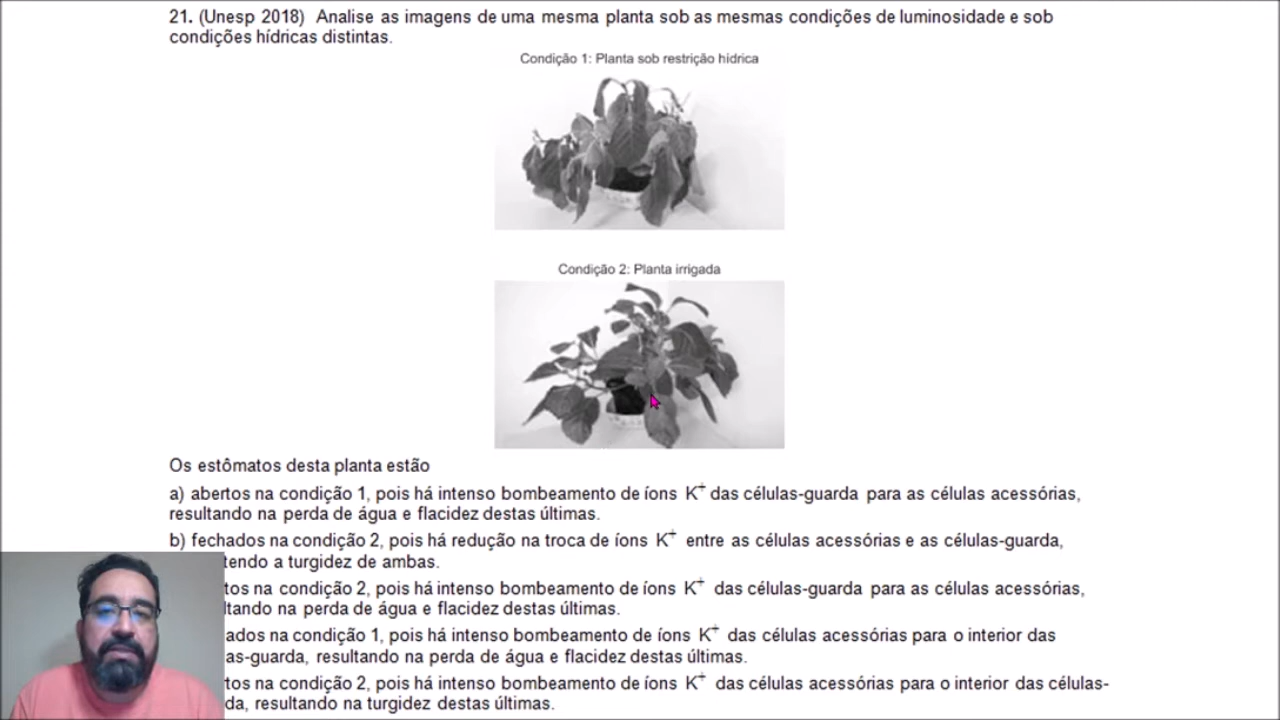 21. (Unesp 2018) Analise as imagens de uma mesma planta sob as mesmas condições de luminosidade e sob
condições hídricas distintas.
Condição 1: Planta sob restrição hídrica
Condição 2: Planta irrigada
Os estômatos desta planta estão
a) abertos na condição 1, pois há intenso bombeamento de íons K⁺ das células-guarda para as células acessórias,
resultando na perda de água e flacidez destas últimas.
b) fechados na condição 2, pois há redução na troca de íons K⁺ entre as células acessórias e as células-guarda,
tendo a turgidez de ambas.
tos na condição 2, pois há intenso bombeamento de íons K⁺ das células-guarda para as células acessórias,
ltando na perda de água e flacidez destas últimas.
ados na condição 1, pois há intenso bombeamento de íons K⁺ das células acessórias para o interior das
as-guarda, resultando na perda de água e flacidez destas últimas.
tos na condição 2, pois há intenso bombeamento de íons K⁺ das células acessórias para o interior das células-
da, resultando na turgidez destas últimas.